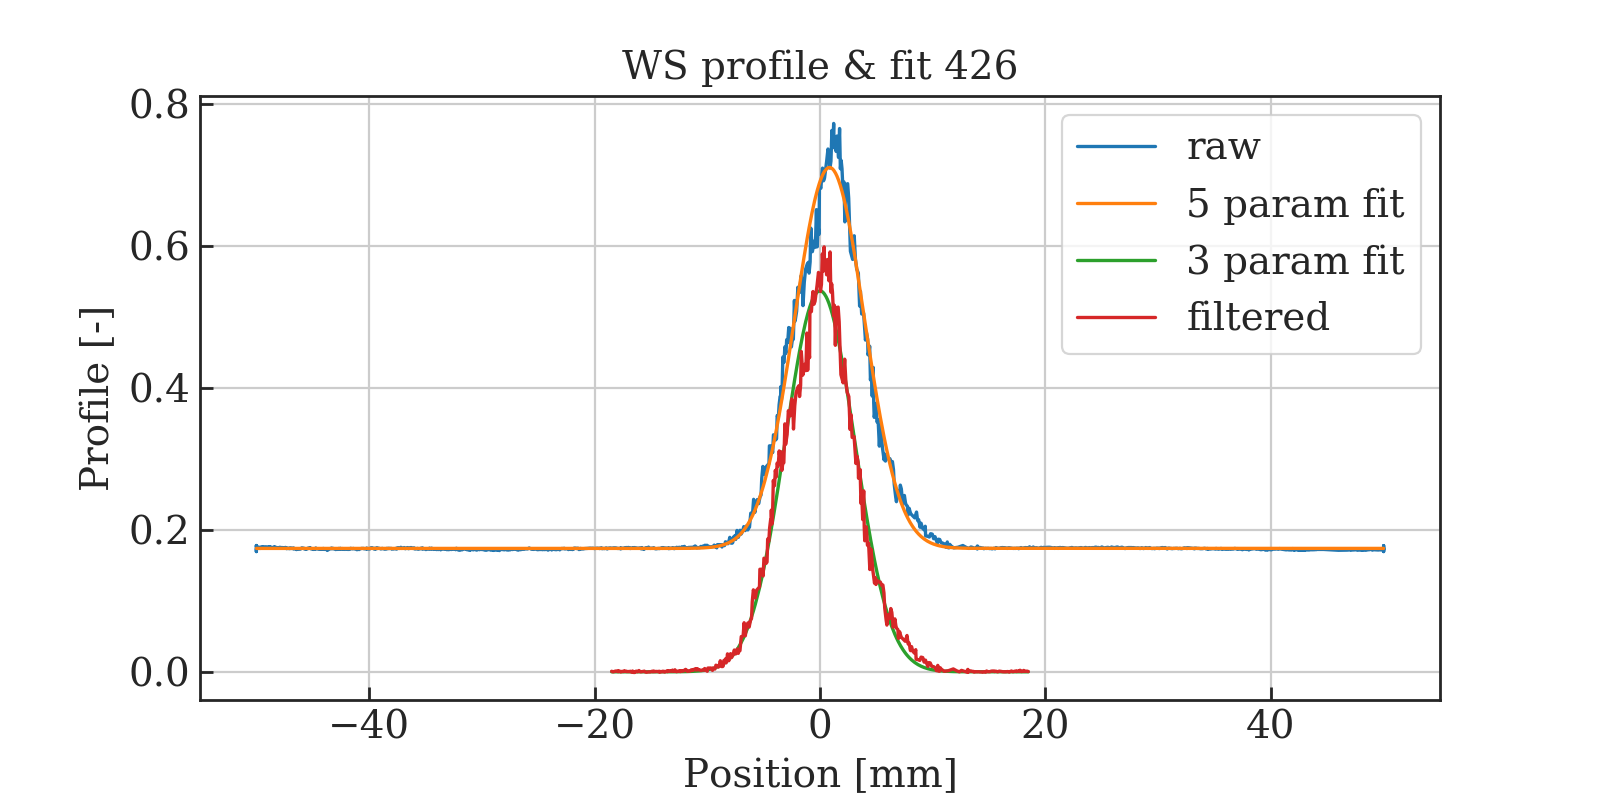 WS profile & fit 426
raw
5 param fit
3 param fit
filtered
Profile [-]
0.8
0.6
0.4
0.2
0.0
−40
−20
0
20
40
Position [mm]